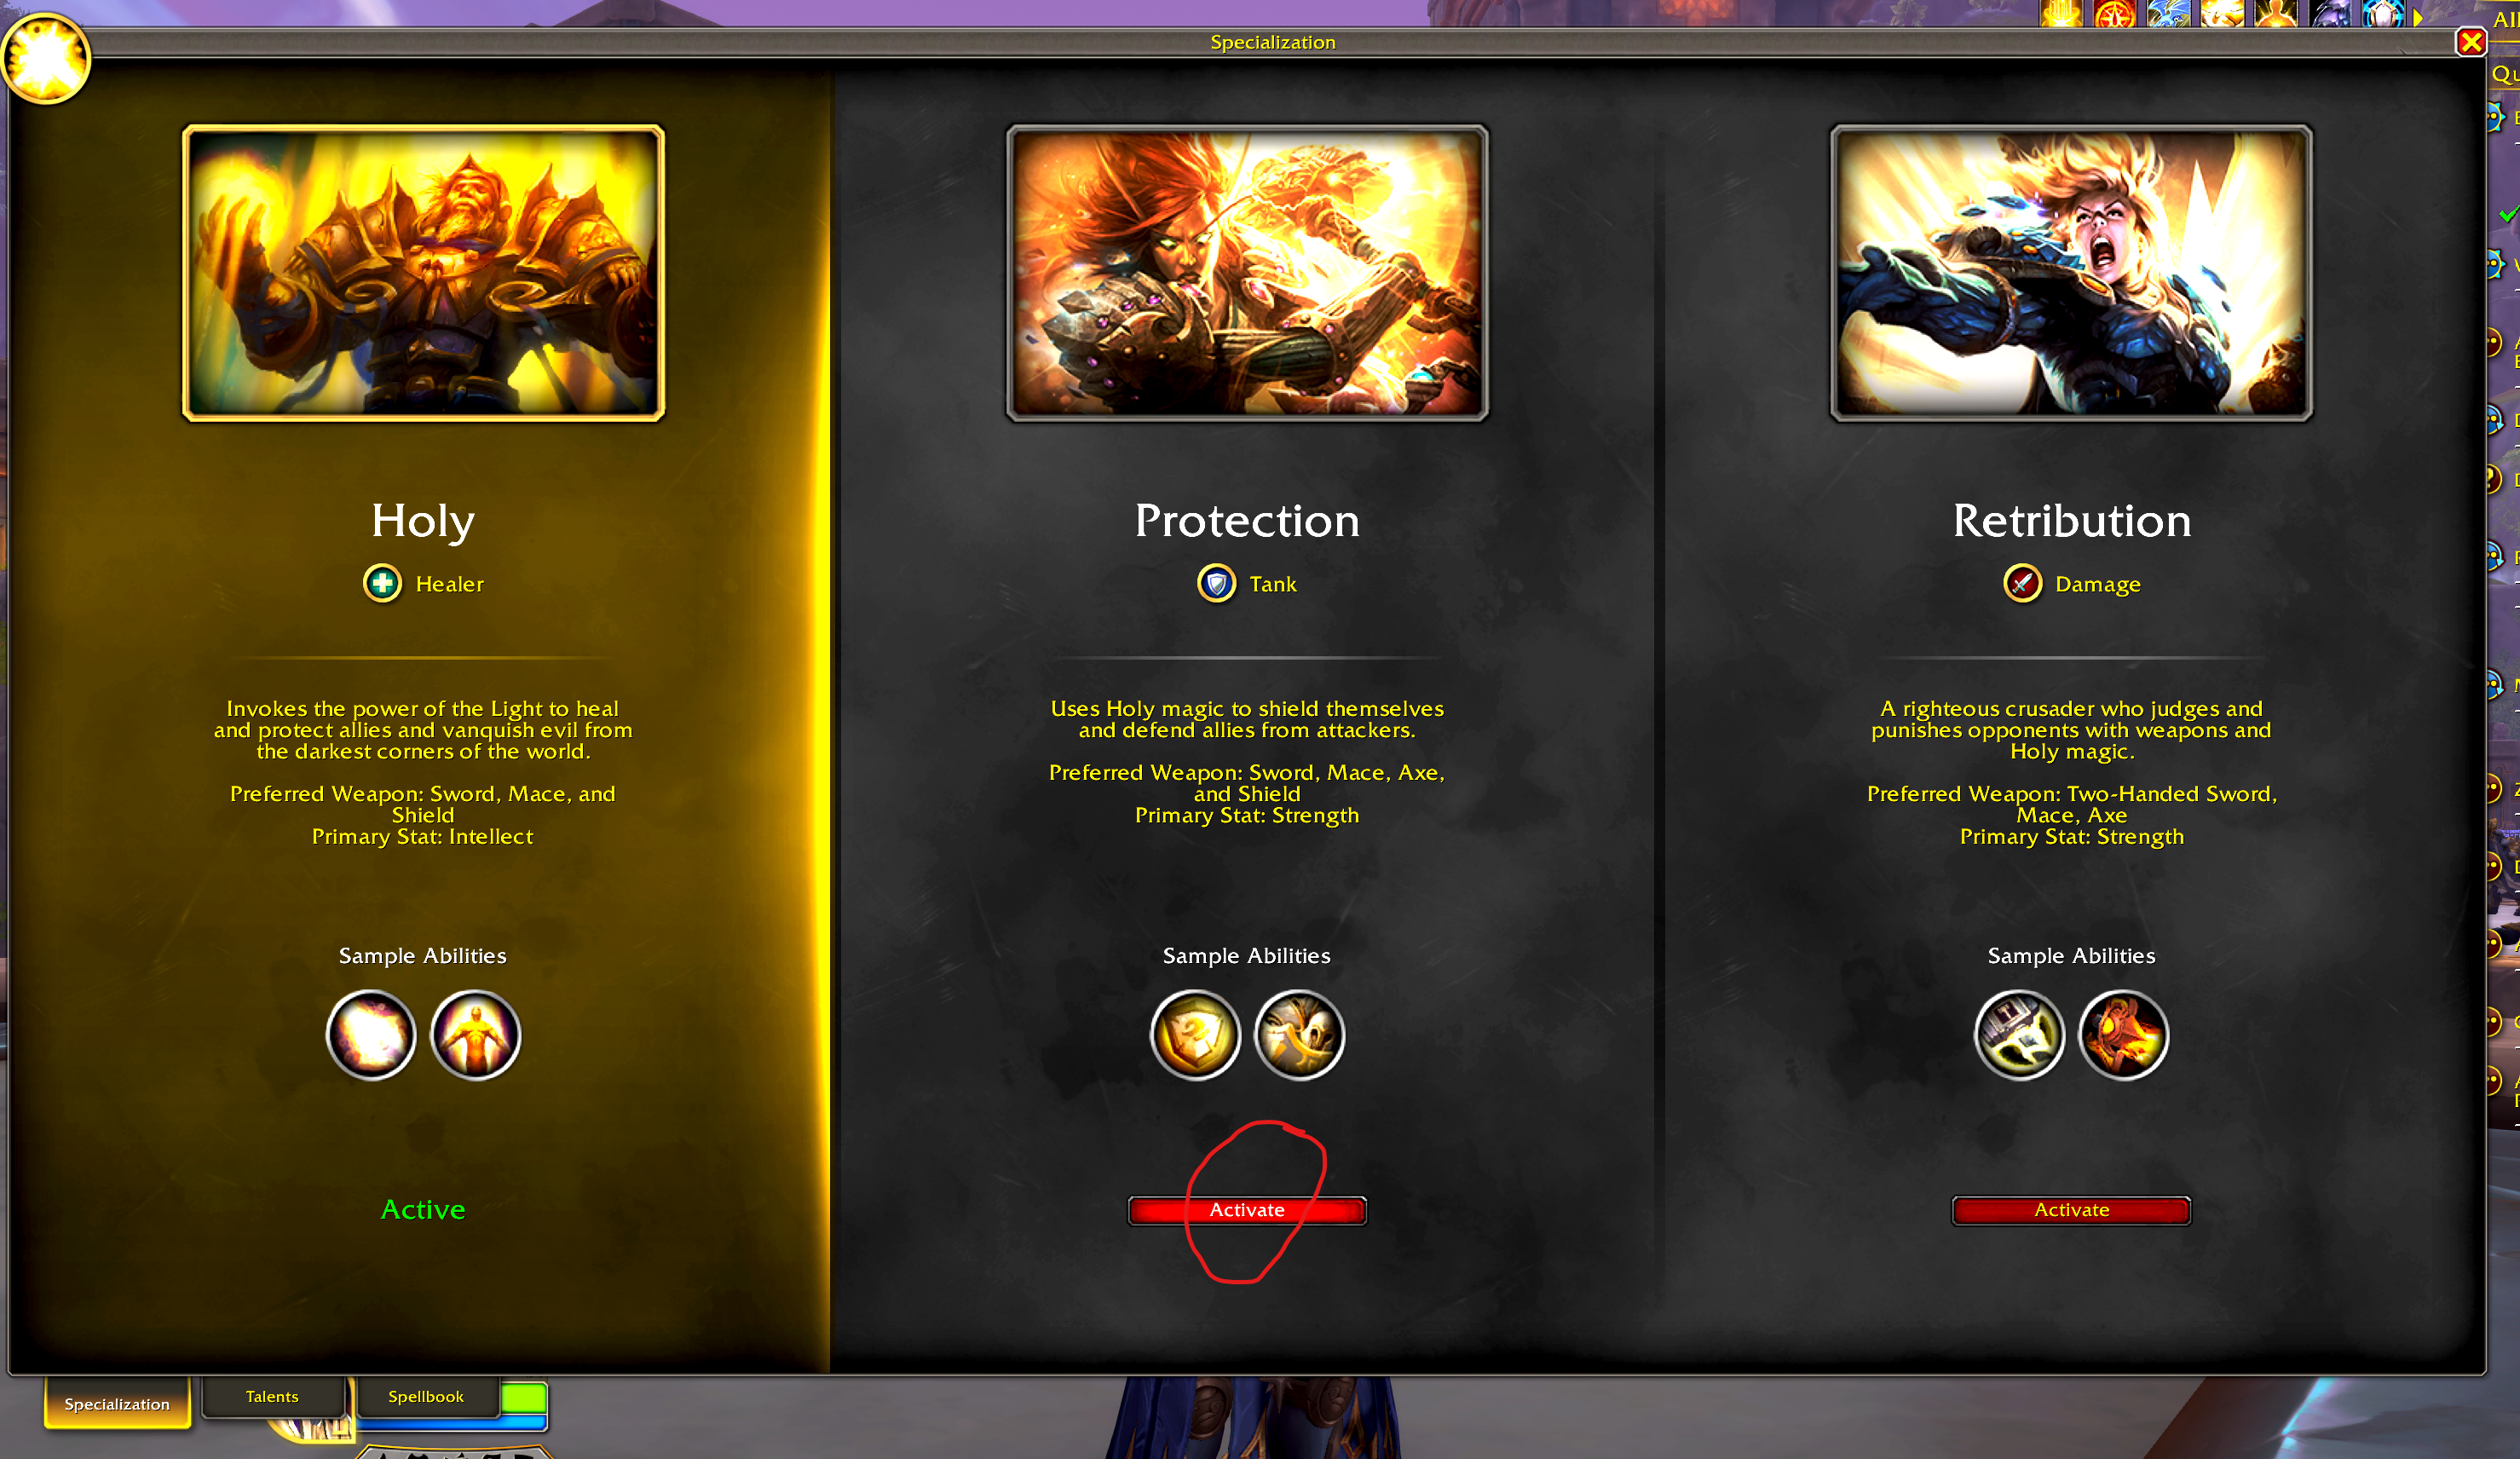 Specialization
Holy
Healer
Invokes the power of the Light to heal
and protect allies and vanquish evil from
the darkest corners of the world.
Preferred Weapon: Sword, Mace, and
Shield
Primary Stat: Intellect
Sample Abilities
Active
Protection
Tank
Uses Holy magic to shield themselves
and defend allies from attackers.
Preferred Weapon: Sword, Mace, Axe,
and Shield
Primary Stat: Strength
Sample Abilities
Activate
Retribution
Damage
A righteous crusader who judges and
punishes opponents with weapons and
Holy magic.
Preferred Weapon: Two-Handed Sword,
Mace, Axe
Primary Stat: Strength
Sample Abilities
Activate
Specialization
Talents
Spellbook